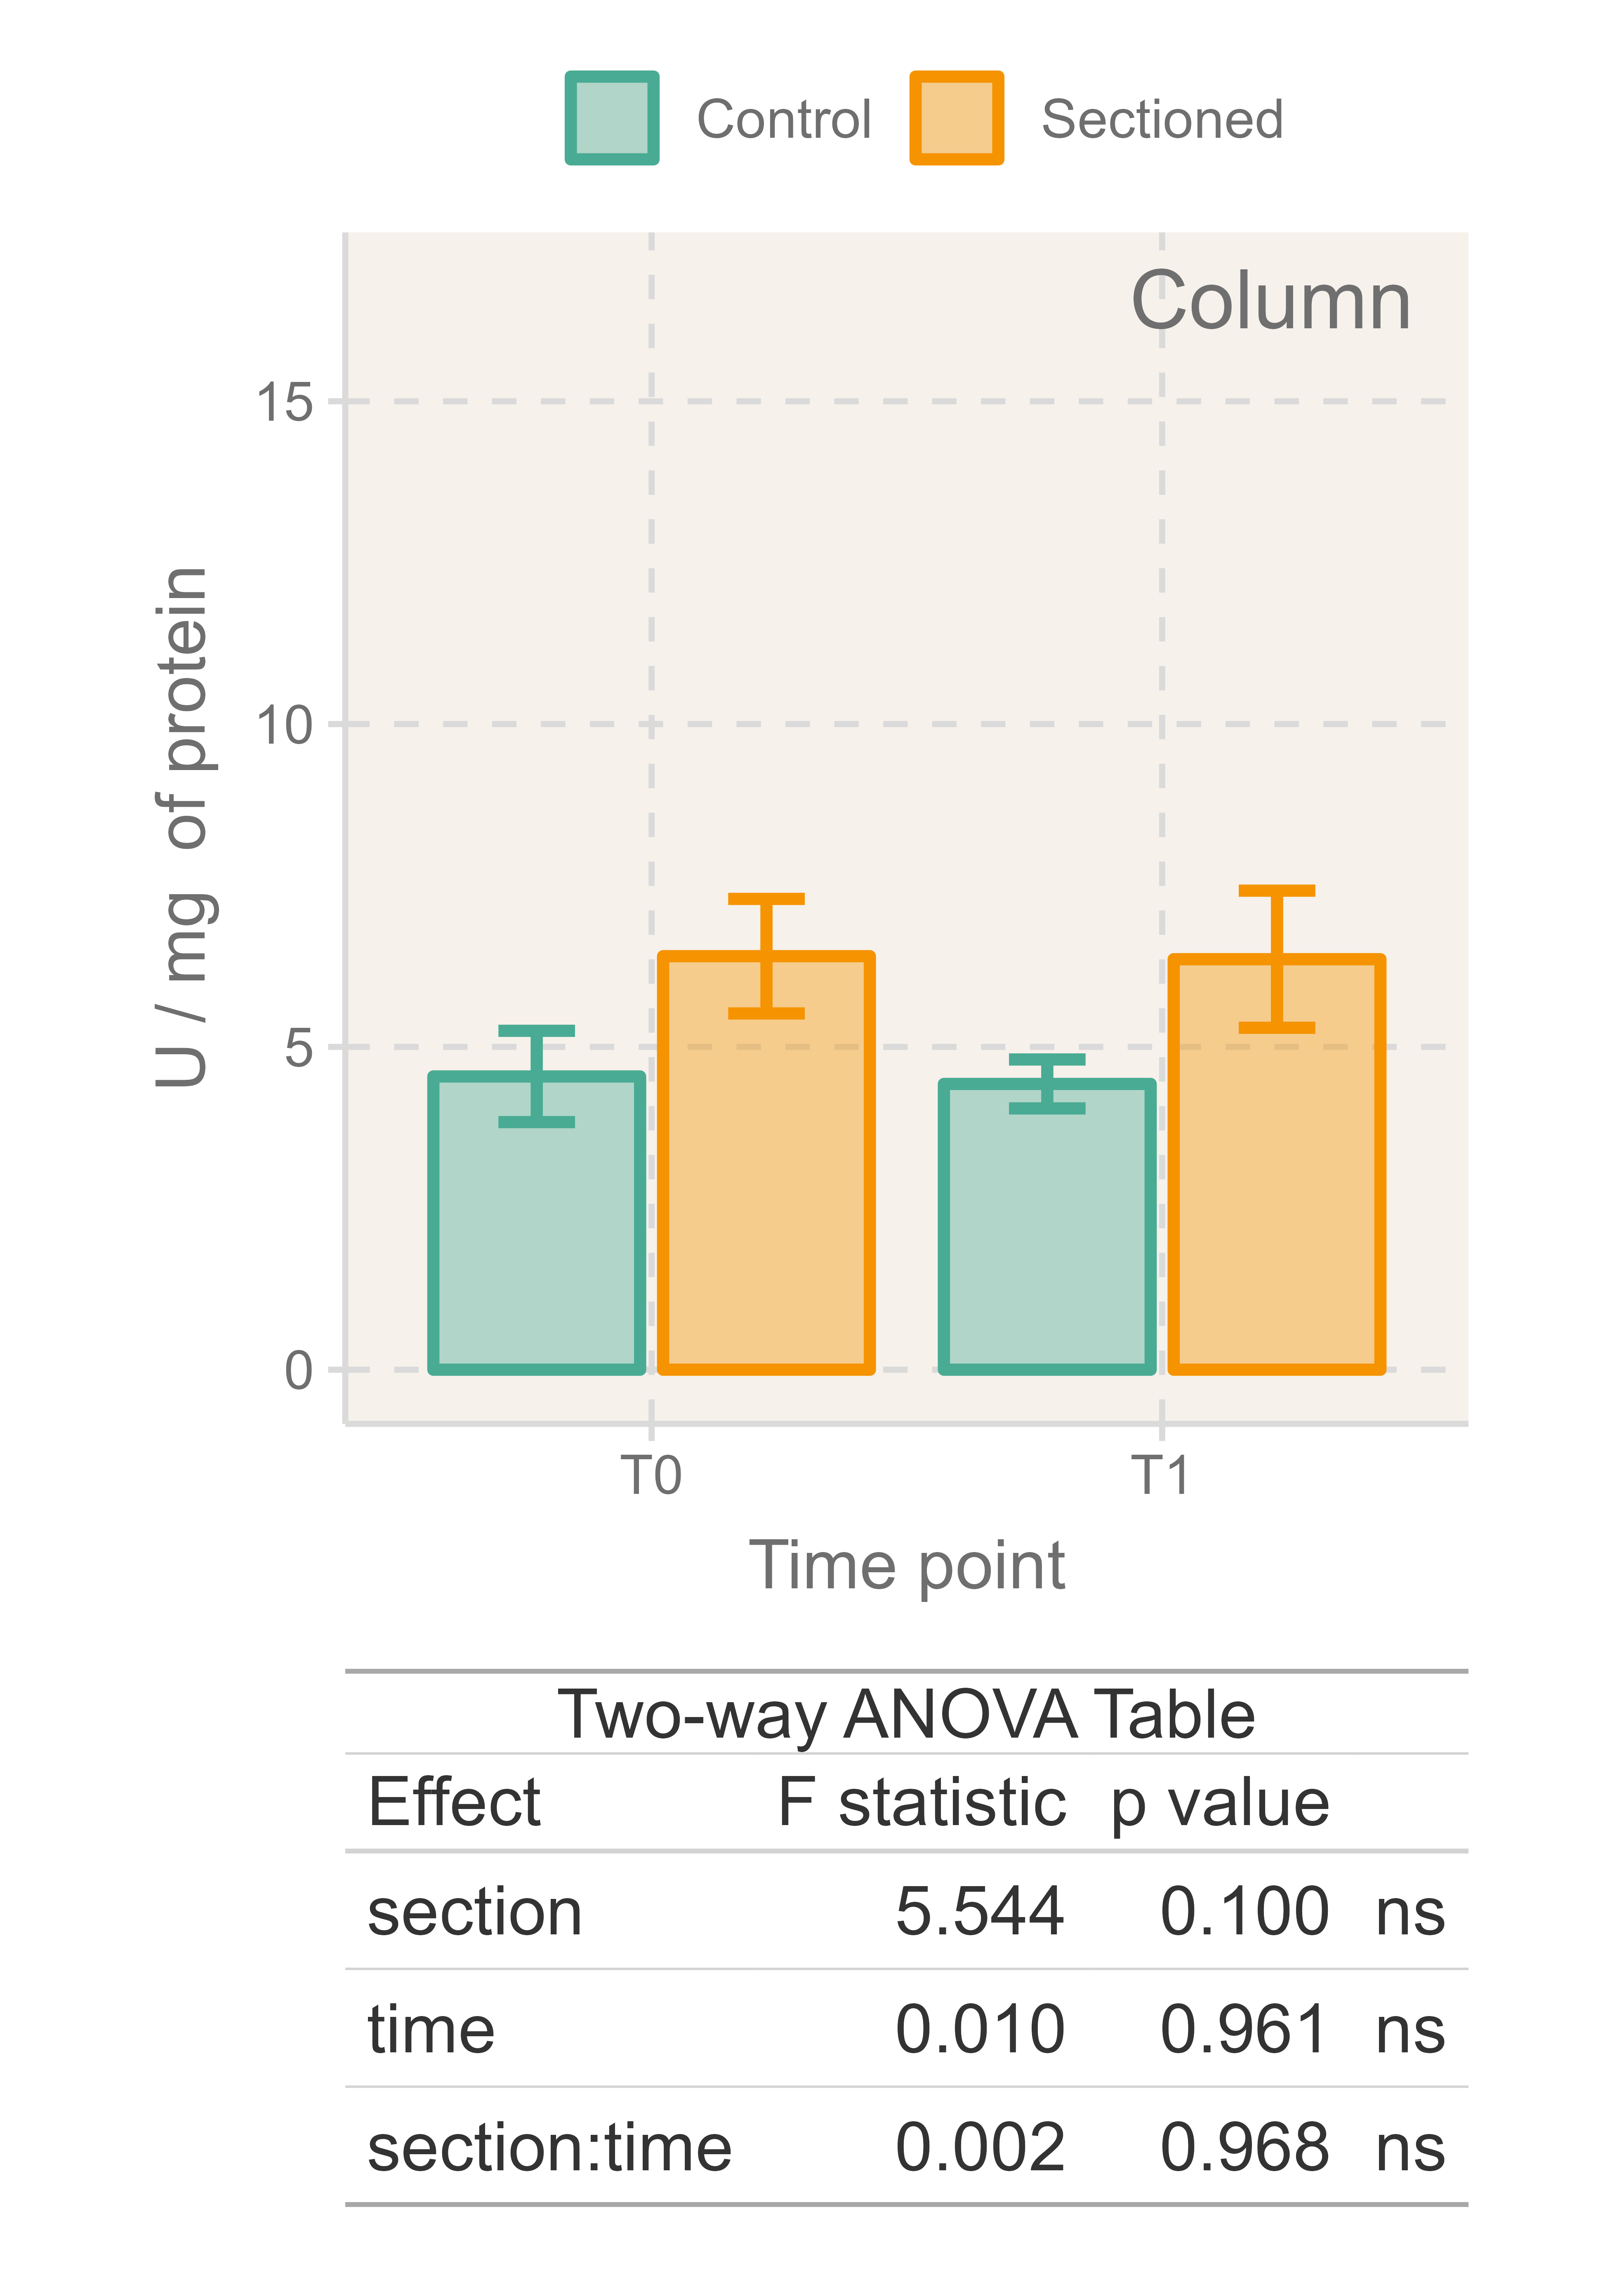 Control Sectioned
Column
15
10
5
0
U / mg of protein
T0 T1
Time point
Two-way ANOVA Table
Effect F statistic p value
section 5.544 0.100 ns
time 0.010 0.961 ns
section:time 0.002 0.968 ns